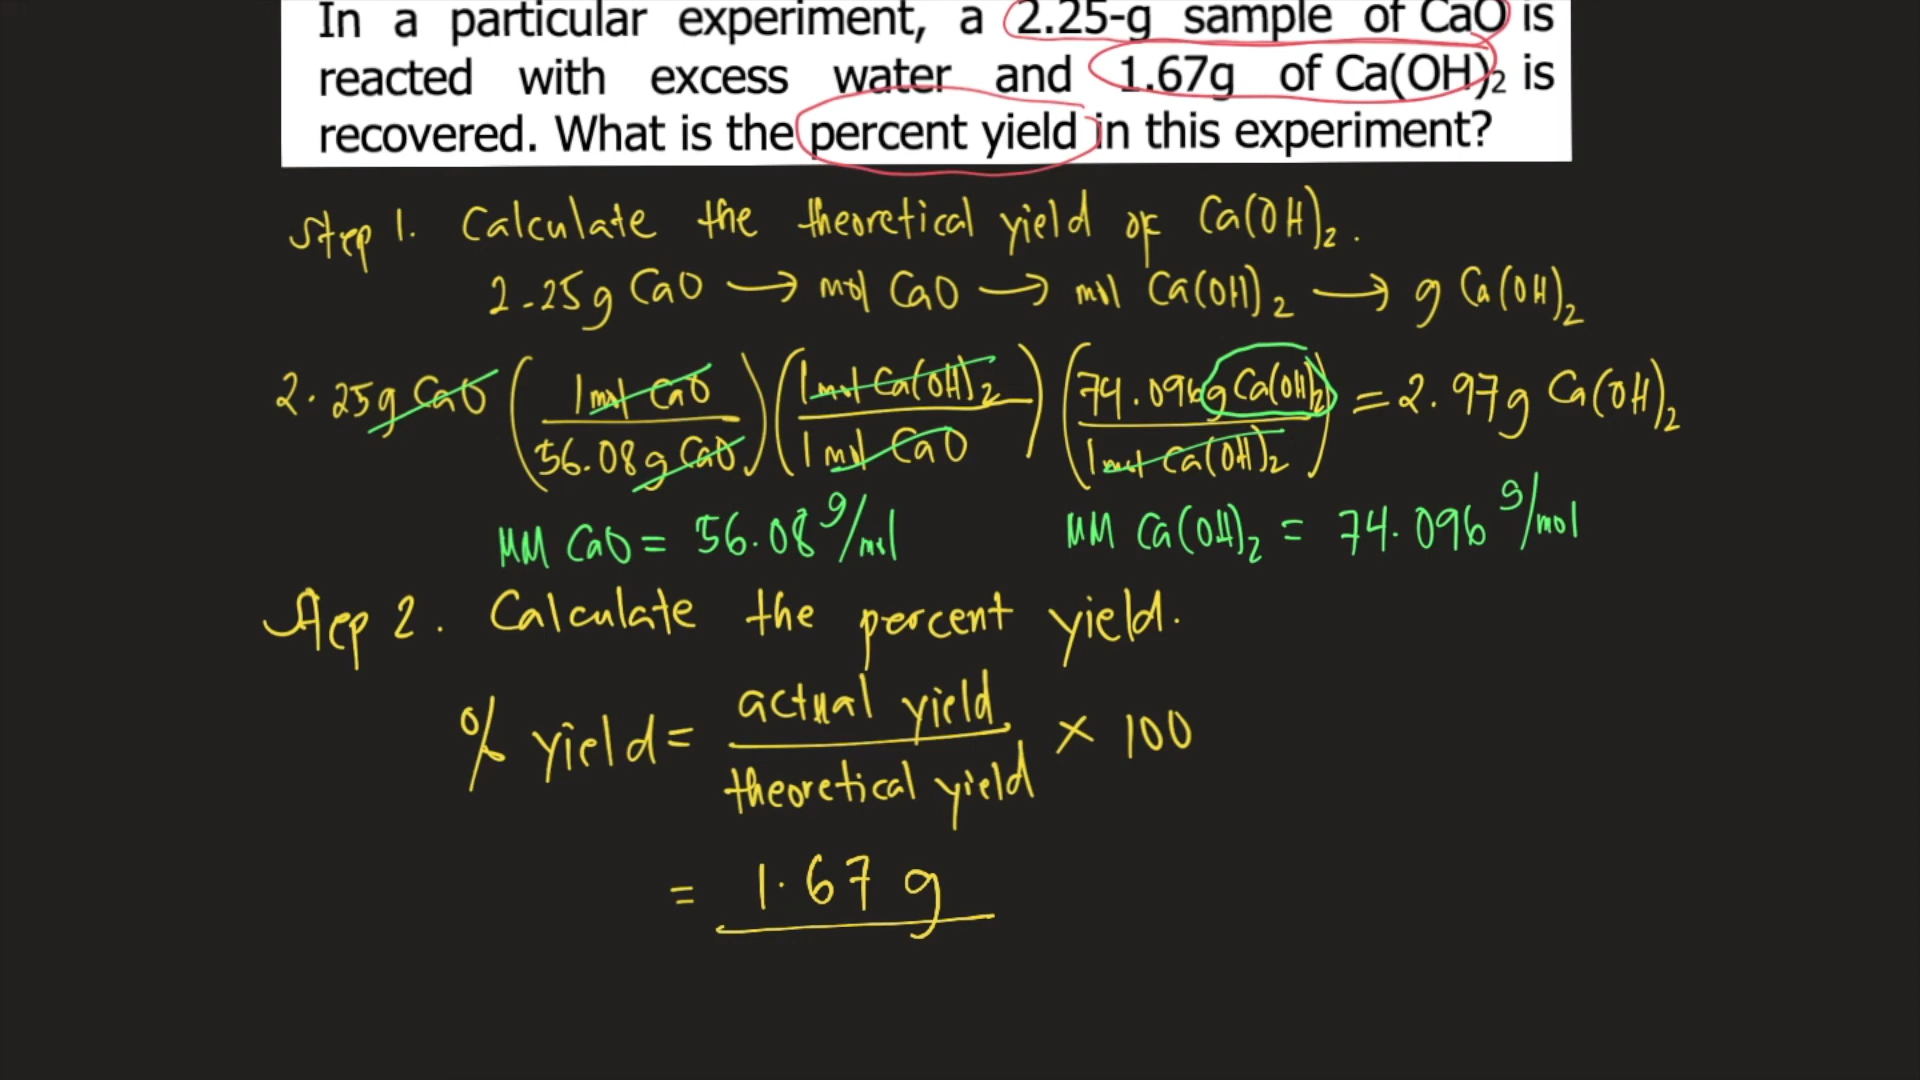 In a particular experiment, a 2.25-g sample of CaO is
reacted with excess water and 1.67g of Ca(OH)₂ is
recovered. What is the percent yield in this experiment?
Step 1. Calculate the theoretical yield of Ca(OH)₂.
2.25g CaO → mol CaO → mol Ca(OH)₂ → g Ca(OH)₂
2.25g CaO (1 mol CaO / 56.08g CaO) (1 mol Ca(OH)₂ / 1 mol CaO) (74.096g Ca(OH)₂ / 1 mol Ca(OH)₂) = 2.97g Ca(OH)₂
MM CaO = 56.08 g/mol MM Ca(OH)₂ = 74.096 g/mol
Step 2. Calculate the percent yield.
% yield = actual yield / theoretical yield × 100
= 1.67 g